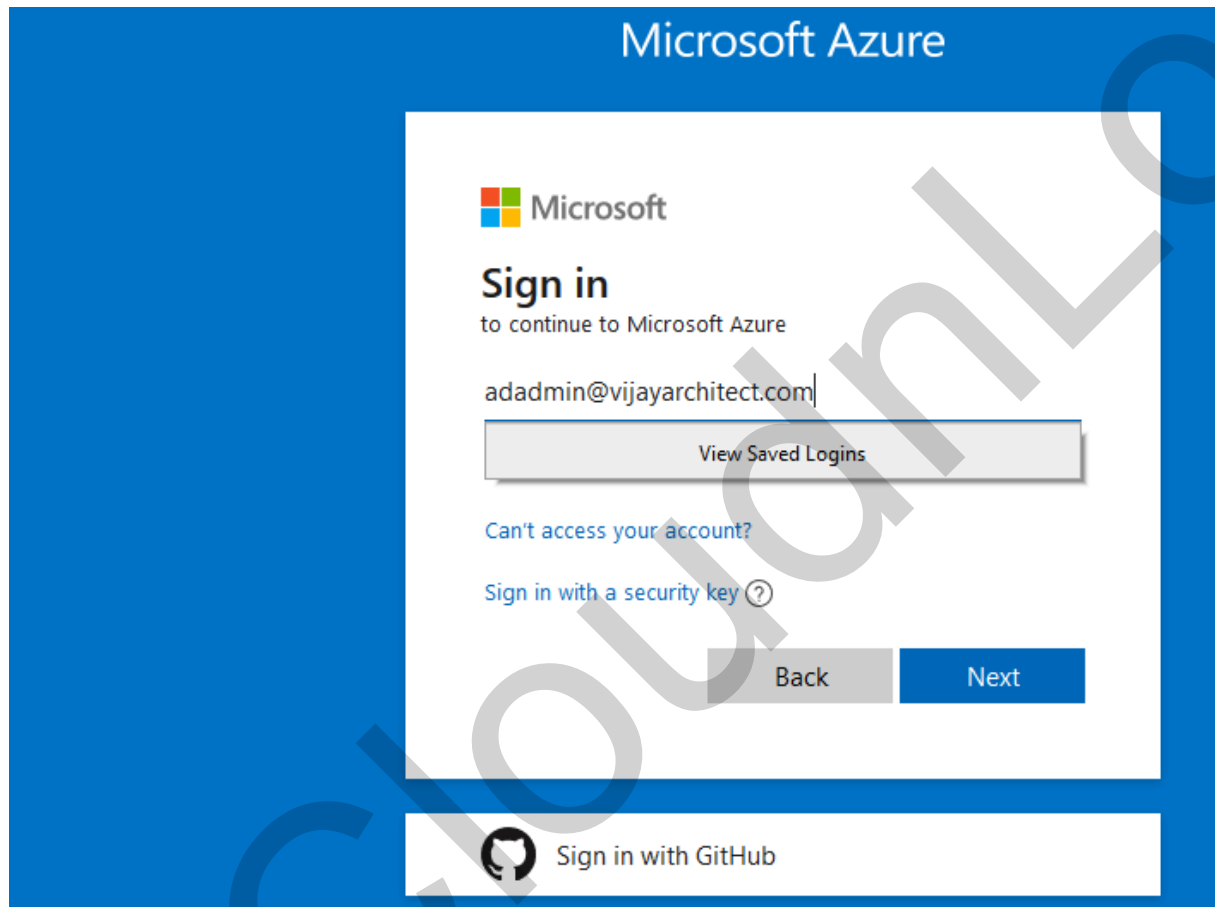 Microsoft Azure
Microsoft
Sign in
to continue to Microsoft Azure
adadmin@vijayarchitect.com
View Saved Logins
Can't access your account?
Sign in with a security key ?
Back
Next
Sign in with GitHub